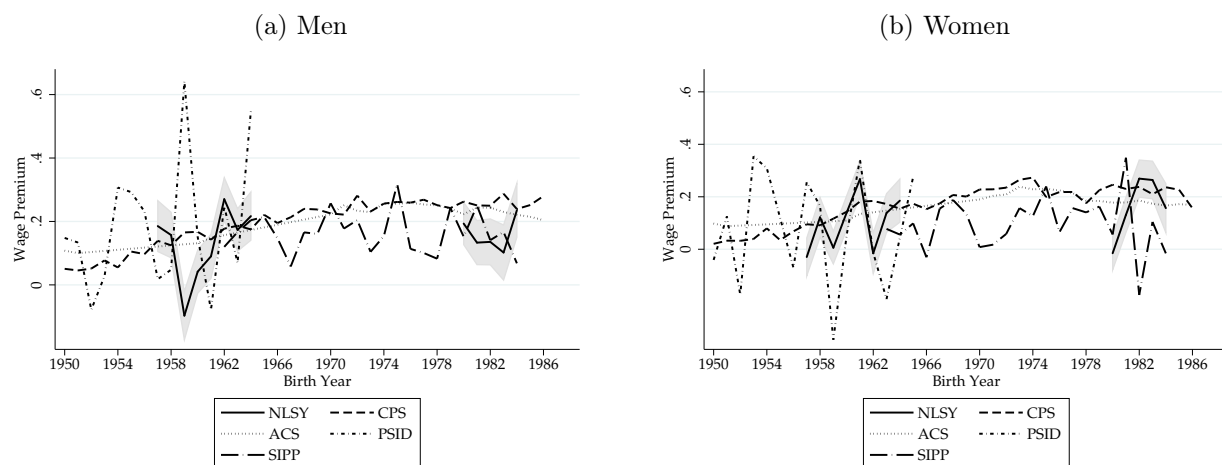 (a) Men
.6
.4
.2
0
Wage Premium
1950 1954 1958 1962 1966 1970 1974 1978 1982 1986
Birth Year
NLSY CPS
ACS PSID
SIPP
(b) Women
.6
.4
.2
0
Wage Premium
1950 1954 1958 1962 1966 1970 1974 1978 1982 1986
Birth Year
NLSY CPS
ACS PSID
SIPP